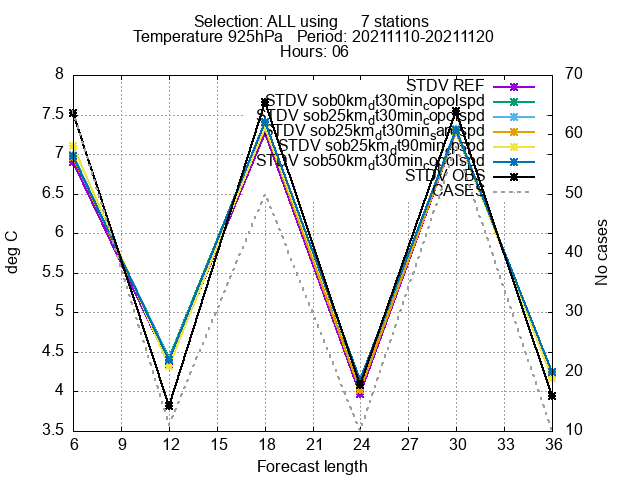 Selection: ALL using 7 stations
Temperature 925hPa Period: 20211110-20211120
Hours: 06
8
7.5
7
6.5
6
5.5
5
4.5
4
3.5
deg C
70
60
50
40
30
20
10
No cases
STDV REF
STDV sob0km_dt30min_copolspd
STDV sob25km_dt30min_copolspd
STDV sob25km_dt30min_s
STDV sob25km_dt90min_
STDV sob50km_dt30min_copolspd
STDV OBS
CASES
6 9 12 15 18 21 24 27 30 33 36
Forecast length